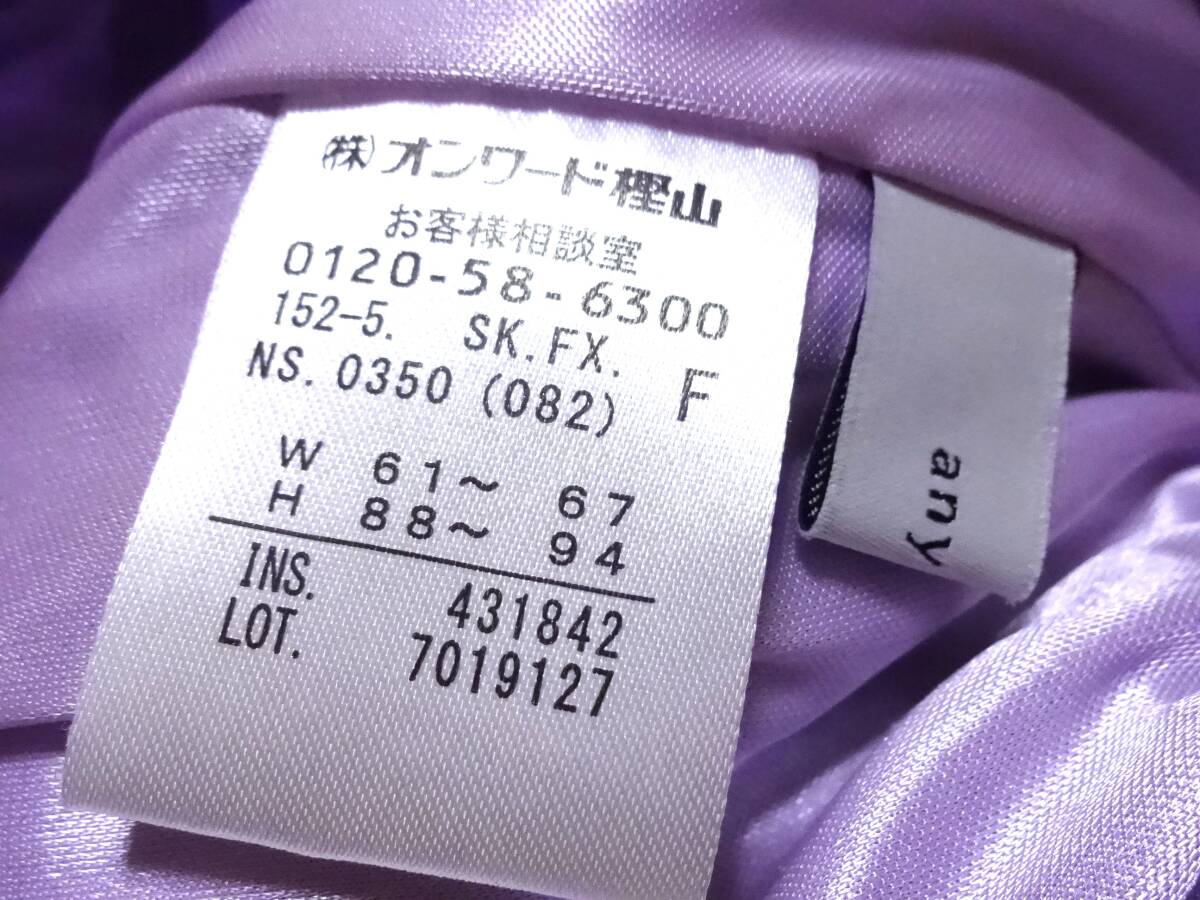 ㈱オンワード樫山
お客様相談室
0120-58-6300
152-5. SK.FX. F
NS. 0350 (082)
W 61～ 67
H 88～ 94
INS. 431842
LOT. 7019127
any